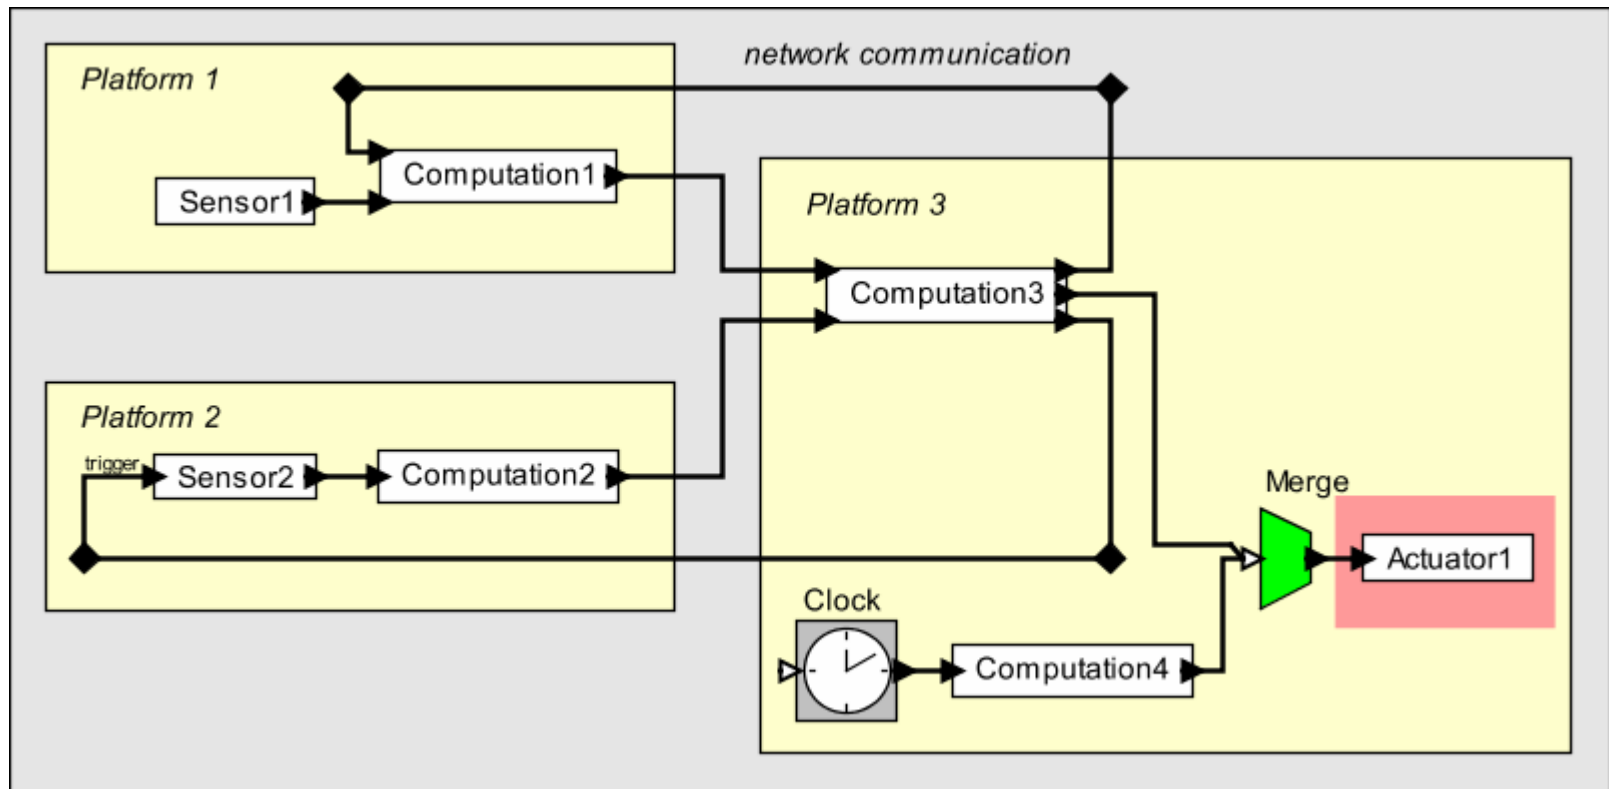 network communication
Platform 1
Computation1
Sensor1
Platform 3
Computation3
Platform 2
trigger
Sensor2
Computation2
Merge
Actuator1
Clock
Computation4